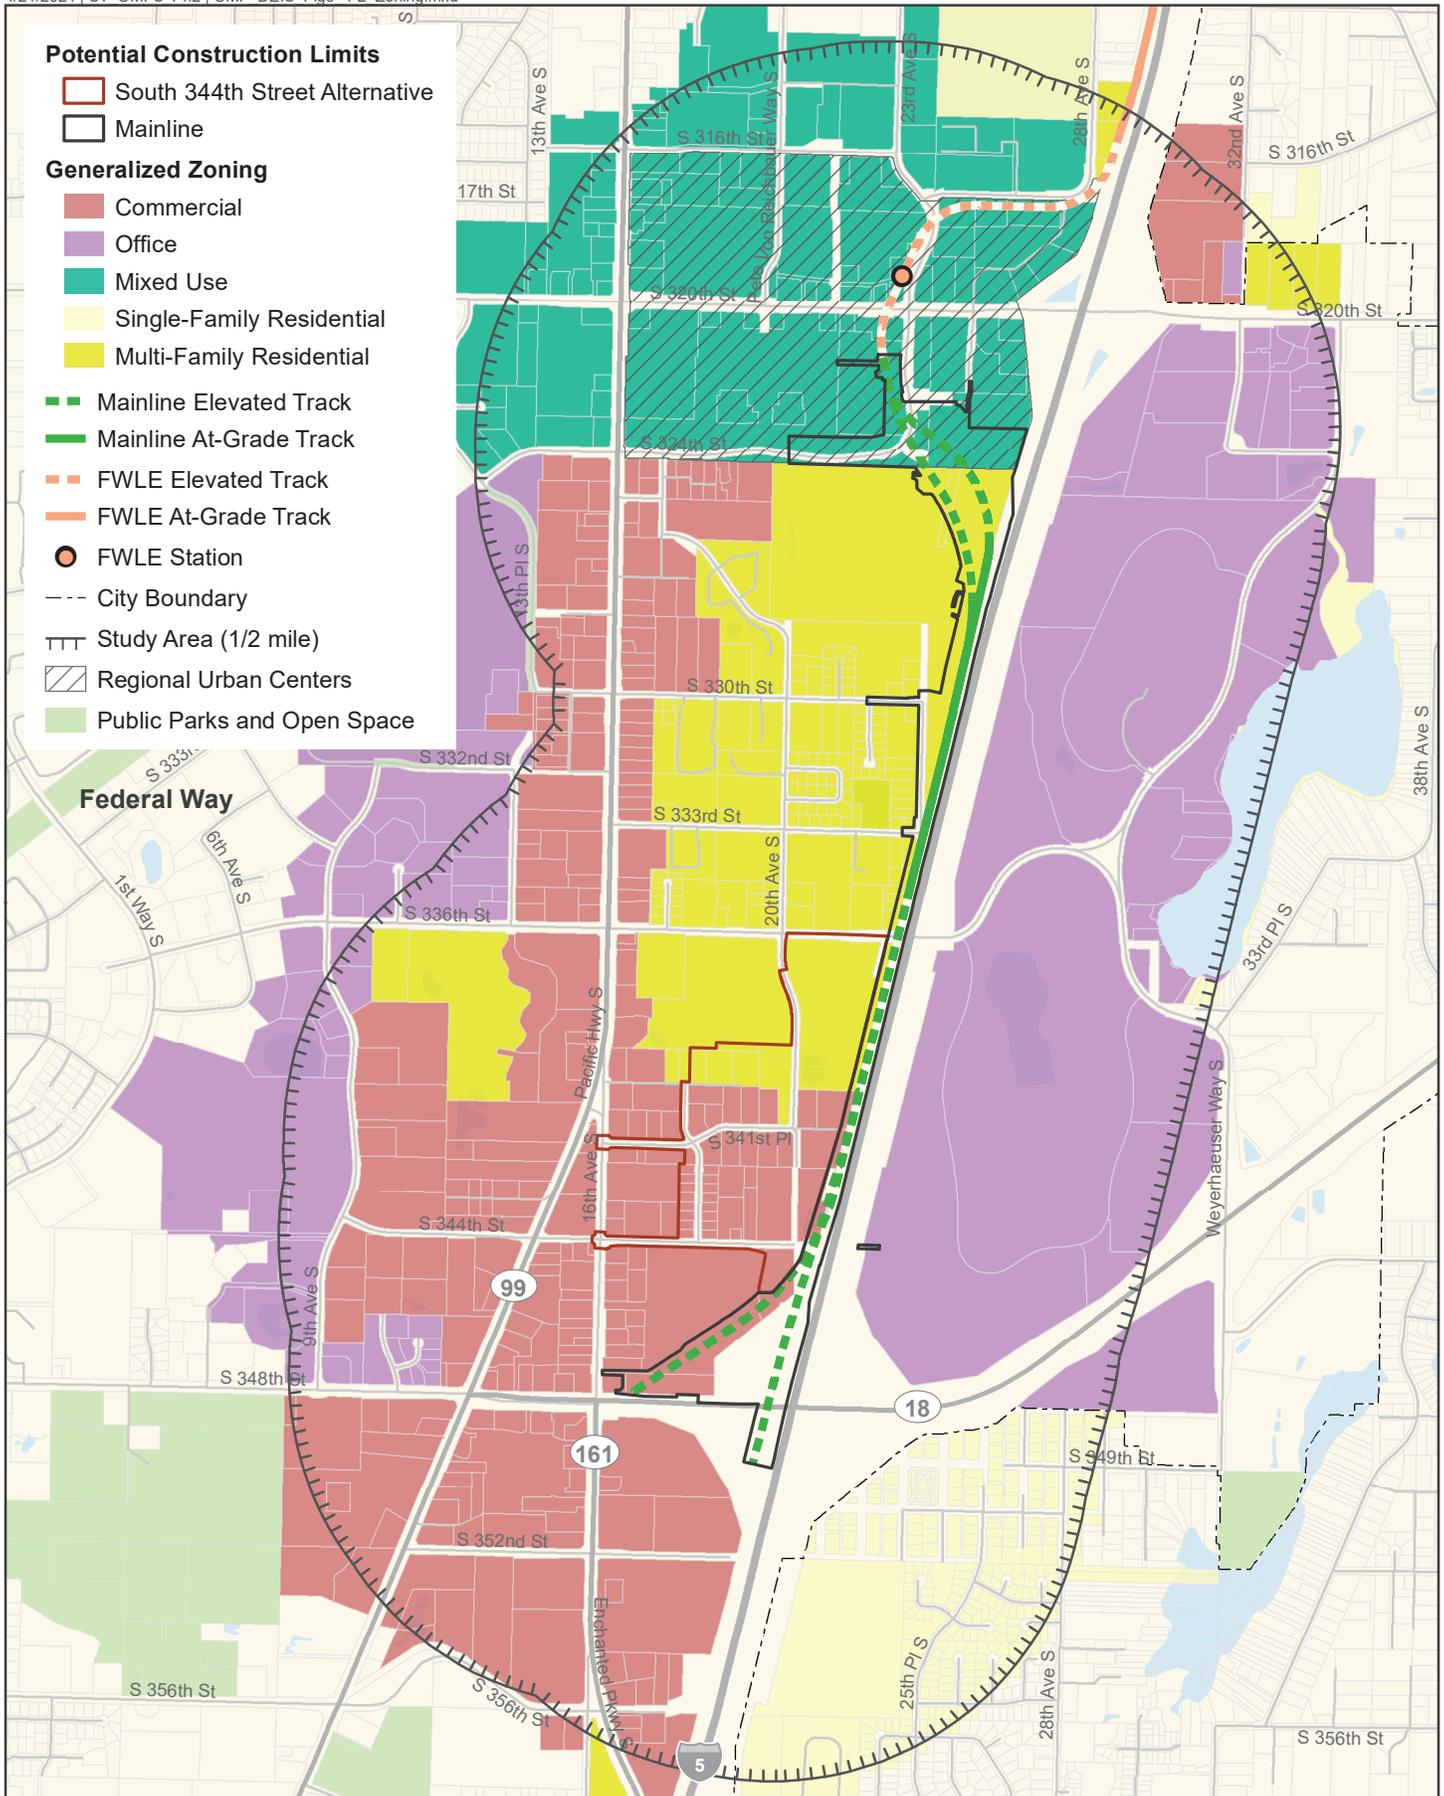 Potential Construction Limits
South 344th Street Alternative
Mainline
Generalized Zoning
Commercial
Office
Mixed Use
Single-Family Residential
Multi-Family Residential
Mainline Elevated Track
Mainline At-Grade Track
FWLE Elevated Track
FWLE At-Grade Track
FWLE Station
City Boundary
Study Area (1/2 mile)
Regional Urban Centers
Public Parks and Open Space
S
13th Ave S
23rd Ave S
28th Ave S
32nd Ave S
S 316th St
S 316th St
17th St
S 320th St
S 320th St
S 324th St
13th Pl S
S 330th St
S 332nd St
S 333rd
Federal Way
38th Ave S
S 333rd St
6th Ave S
1st Way S
20th Ave S
S 336th St
33rd Pl S
Pacific Hwy S
Weyerhaeuser Way S
S 341st Pl
16th Ave S
S 344th St
99
9th Ave S
S 348th St
18
161
S 349th St
S 352nd St
Enchanted Pkwy S
25th Pl S
28th Ave S
S 356th St
S 356th St
S 356th St
5